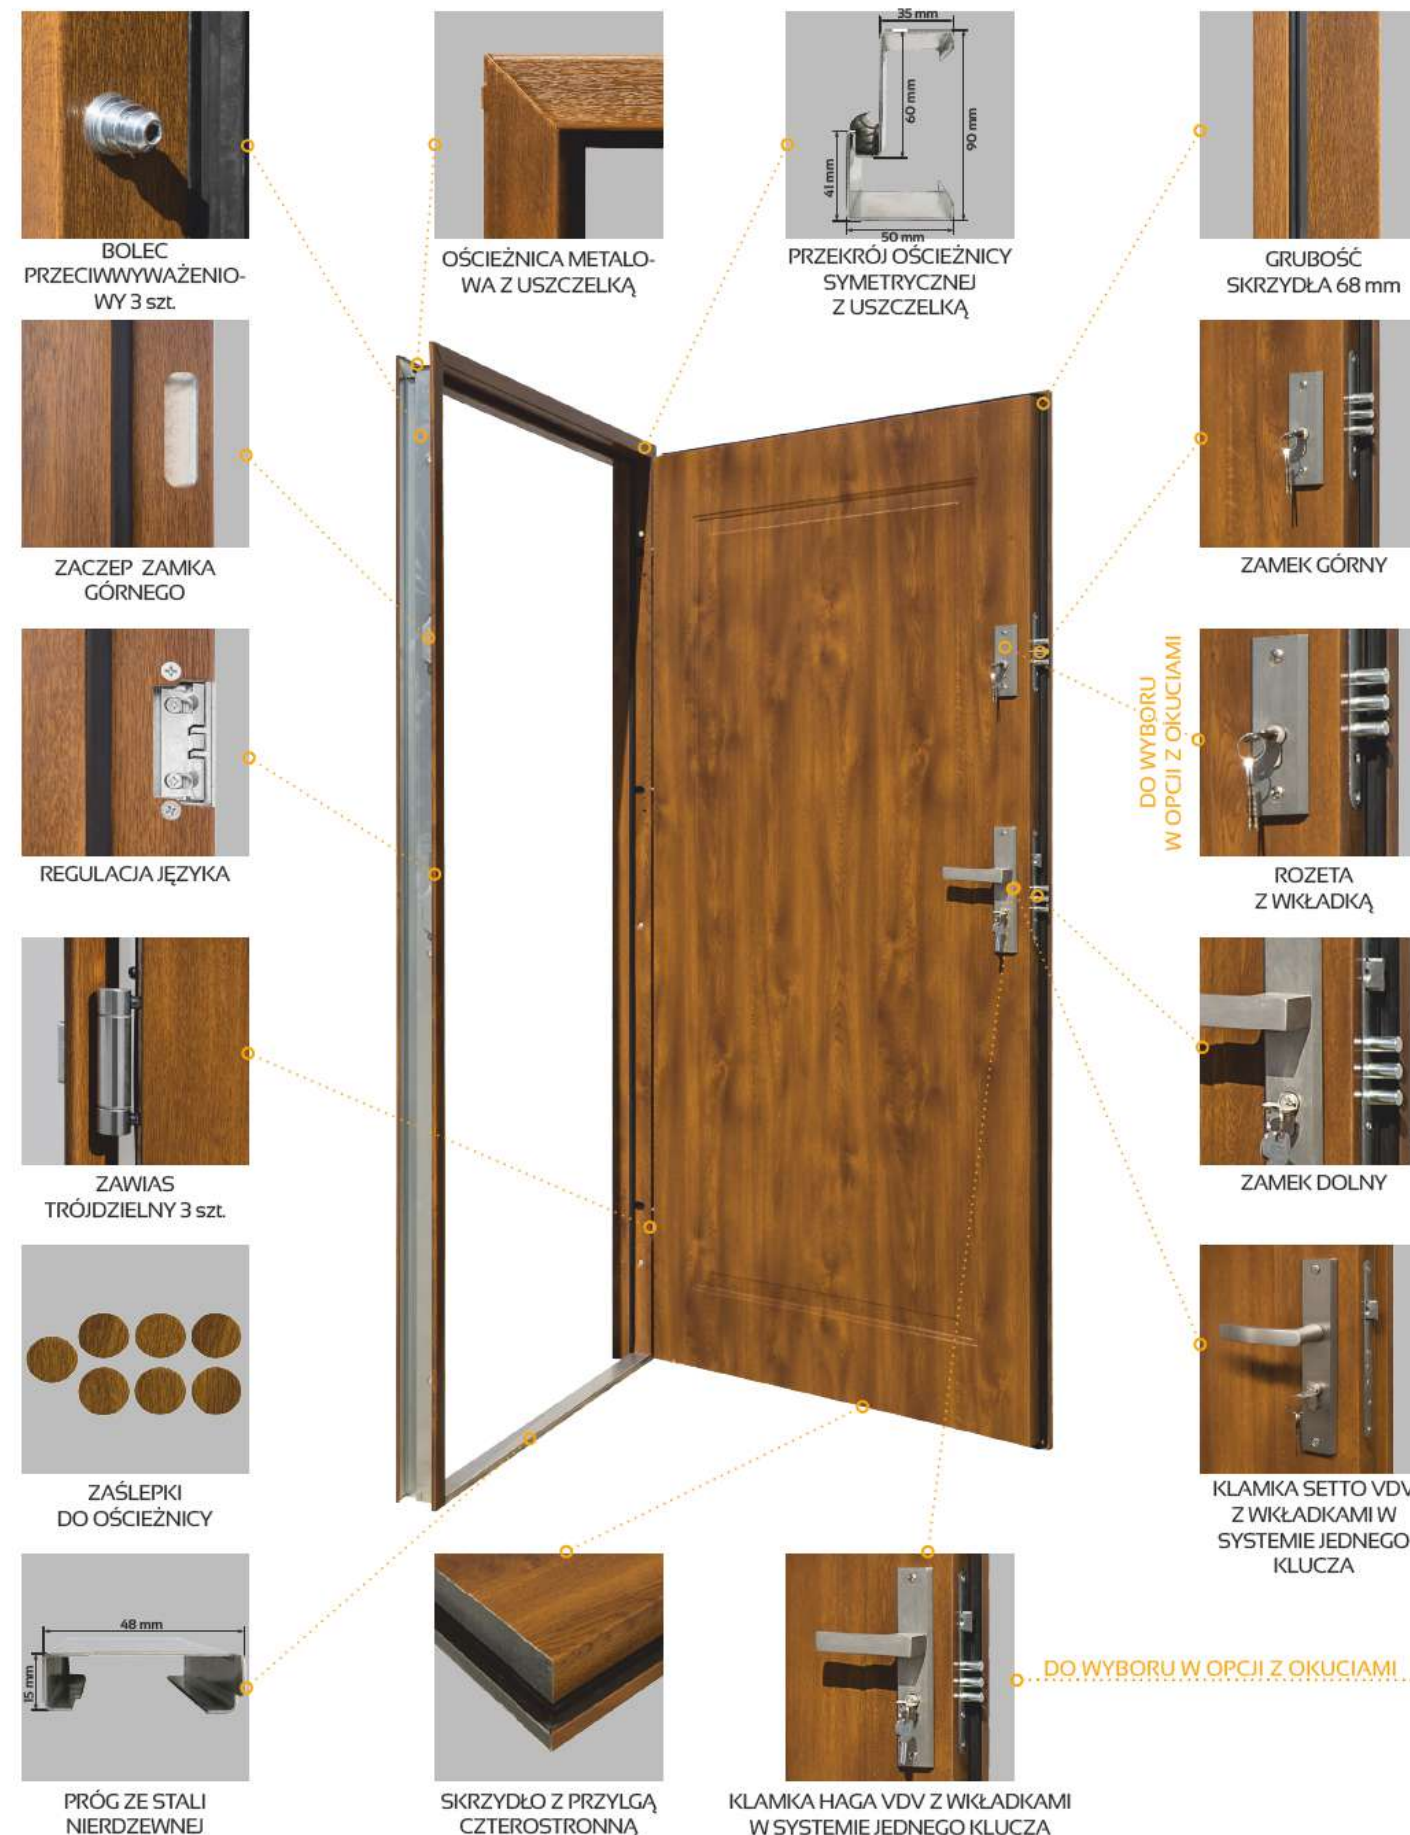 35 mm
60 mm
90 mm
41 mm
50 mm
BOLEC
PRZECIWWYWAŻENIO-
WY 3 szt.
OŚCIEŻNICA METALO-
WA Z USZCZELKĄ
PRZEKRÓJ OŚCIEŻNICY
SYMETRYCZNEJ
Z USZCZELKĄ
GRUBOŚĆ
SKRZYDŁA 68 mm
ZACZEP ZAMKA
GÓRNEGO
ZAMEK GÓRNY
DO WYBORU
W OPCJI Z OKUCIAMI
REGULACJA JĘZYKA
ROZETA
Z WKŁADKĄ
ZAWIAS
TRÓJDZIELNY 3 szt.
ZAMEK DOLNY
ZAŚLEPKI
DO OŚCIEŻNICY
KLAMKA SETTO VDV
Z WKŁADKAMI W
SYSTEMIE JEDNEGO
KLUCZA
48 mm
15 mm
DO WYBORU W OPCJI Z OKUCIAMI
PRÓG ZE STALI
NIERDZEWNEJ
SKRZYDŁO Z PRZYLGĄ
CZTEROSTRONNĄ
KLAMKA HAGA VDV Z WKŁADKAMI
W SYSTEMIE JEDNEGO KLUCZA